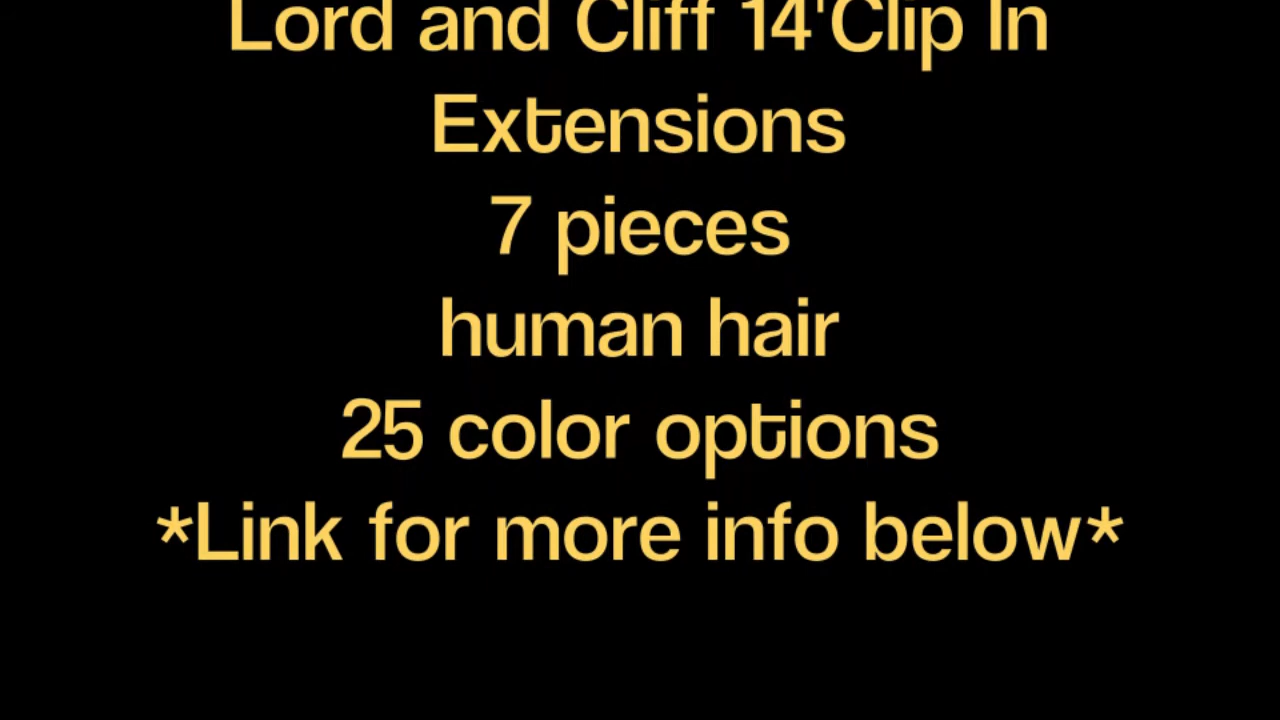 Lord and Cliff 14'Clip In
Extensions
7 pieces
human hair
25 color options
*Link for more info below*